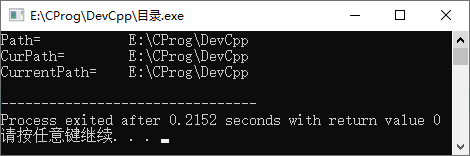 E:\CProg\DevCpp\目录.exe
Path=          E:\CProg\DevCpp
CurPath=       E:\CProg\DevCpp
CurrentPath=   E:\CProg\DevCpp
--------------------------------
Process exited after 0.2152 seconds with return value 0
请按任意键继续. . .